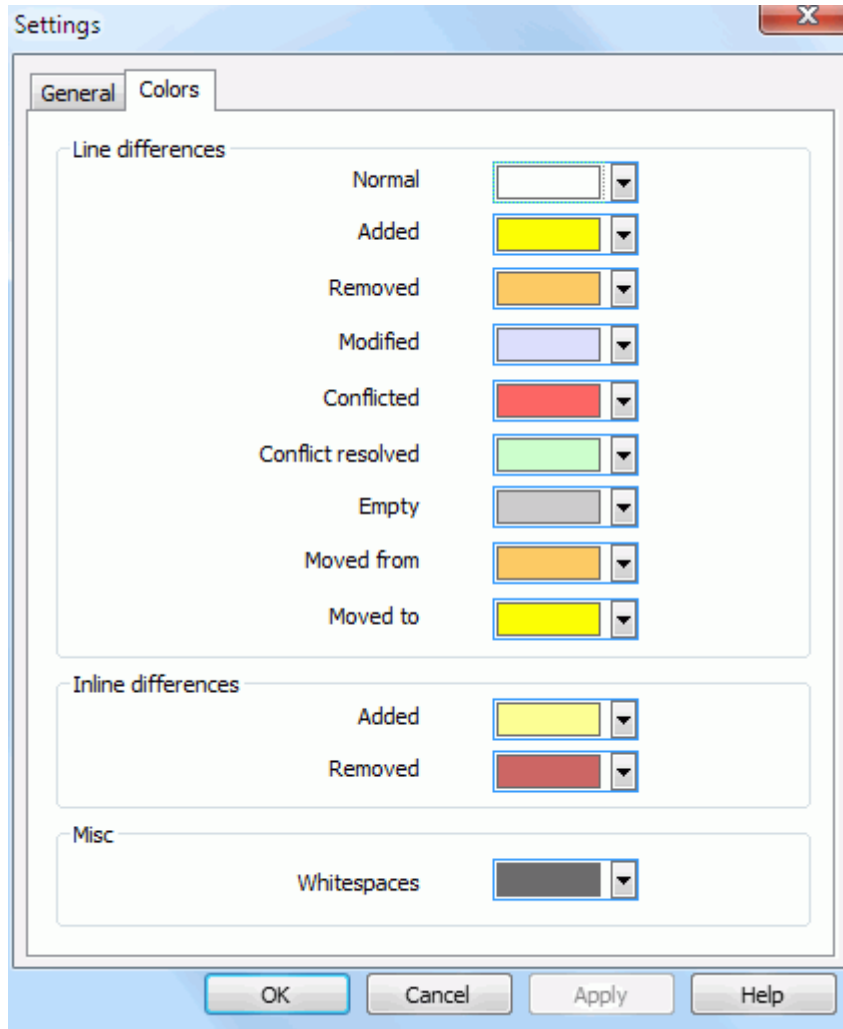 Settings
General
Colors
Line differences
Normal
Added
Removed
Modified
Conflicted
Conflict resolved
Empty
Moved from
Moved to
Inline differences
Added
Removed
Misc
Whitespaces
OK
Cancel
Apply
Help